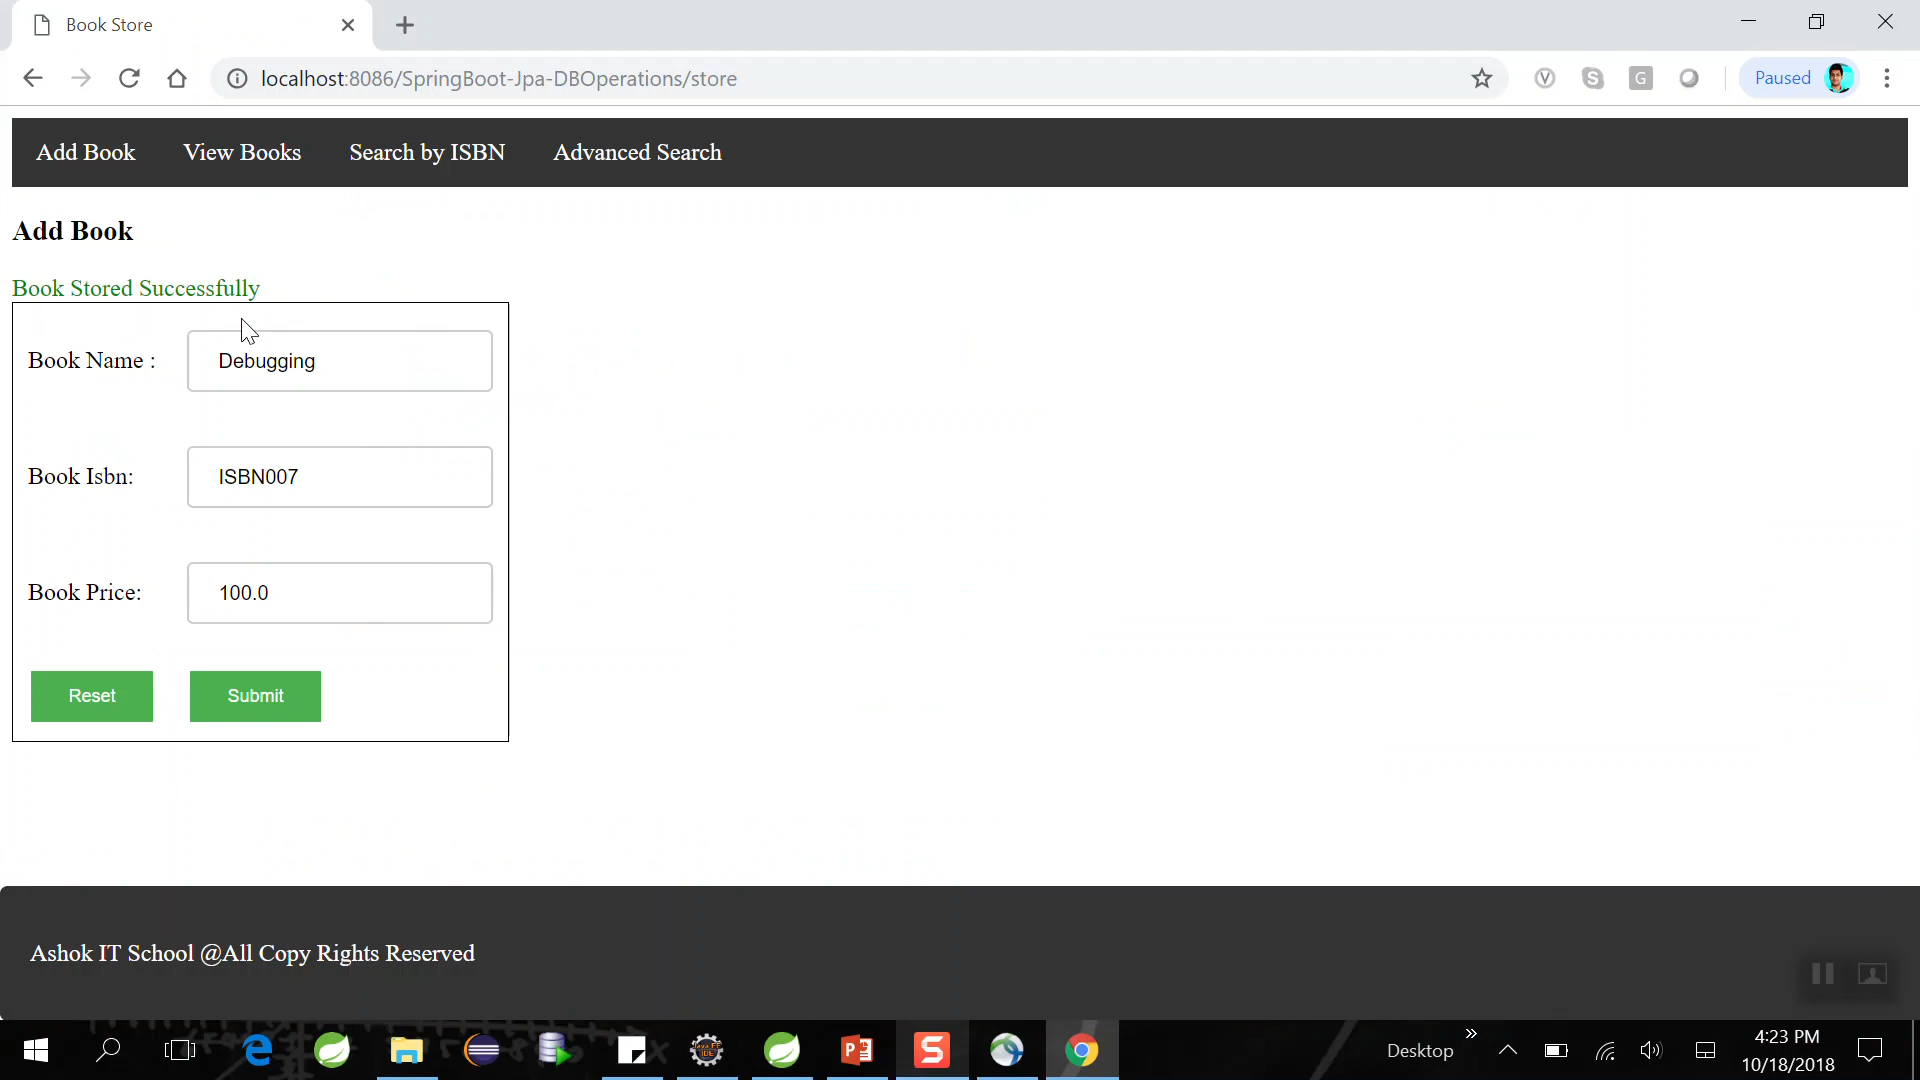 Book Store
localhost:8086/SpringBoot-Jpa-DBOperations/store
V
S
G
Paused
Add Book View Books Search by ISBN Advanced Search
Add Book
Book Stored Successfully
Book Name : Debugging
Book Isbn: ISBN007
Book Price: 100.0
Reset Submit
Ashok IT School @All Copy Rights Reserved
Desktop
4:23 PM
10/18/2018